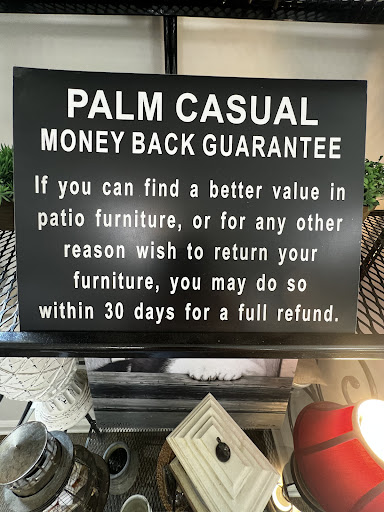 PALM CASUAL
MONEY BACK GUARANTEE
If you can find a better value in
patio furniture, or for any other
reason wish to return your
furniture, you may do so
within 30 days for a full refund.